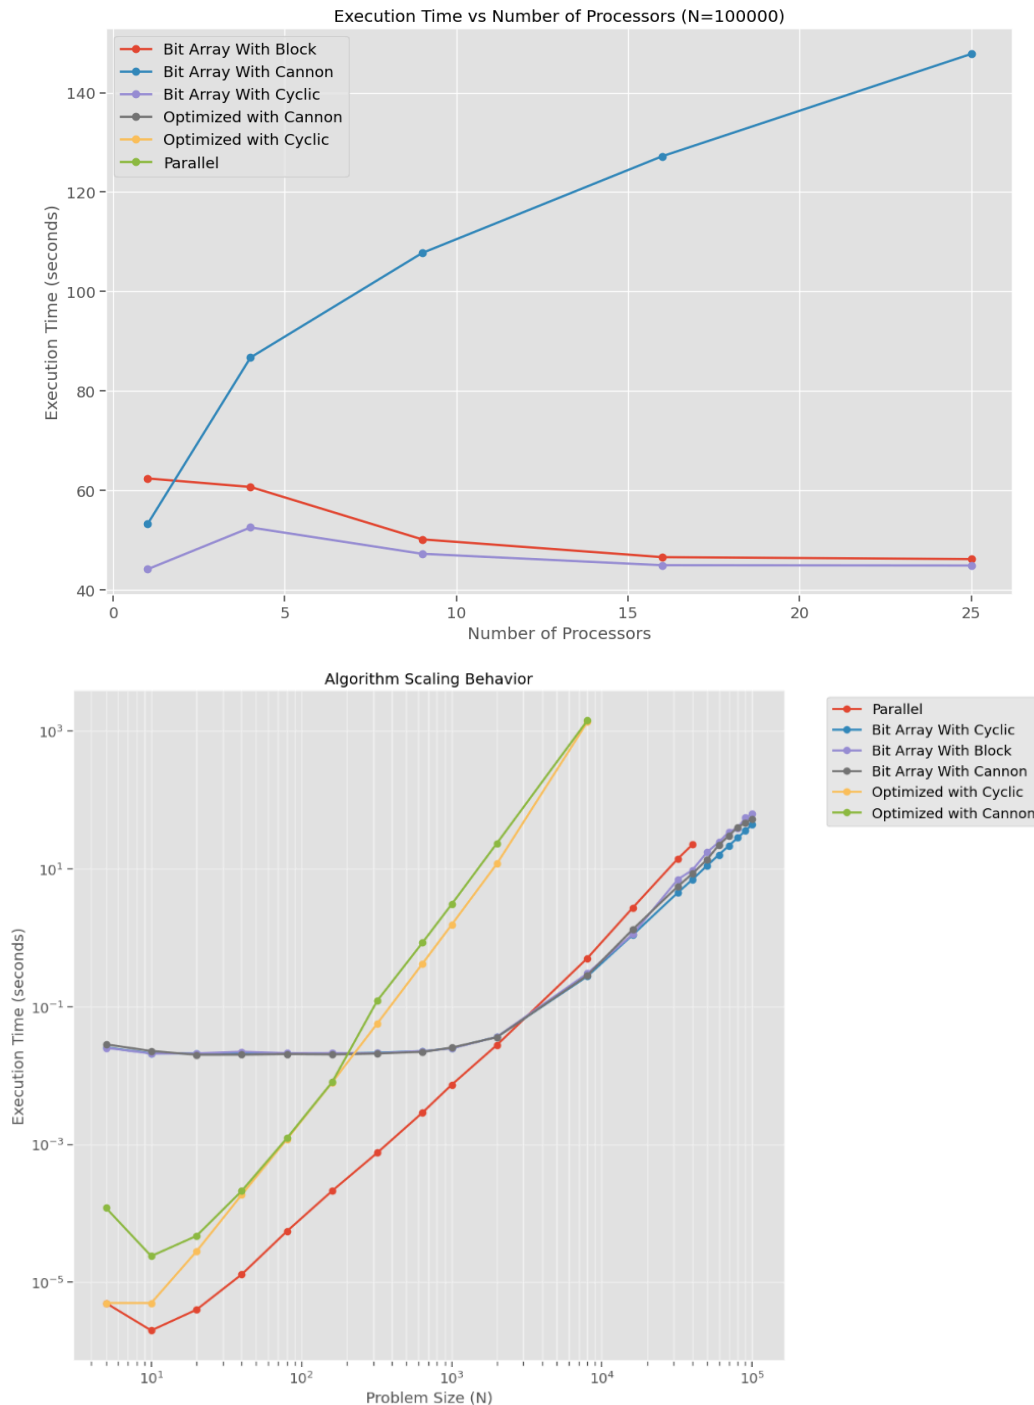 Execution Time vs Number of Processors (N=100000)
Bit Array With Block
Bit Array With Cannon
Bit Array With Cyclic
Optimized with Cannon
Optimized with Cyclic
Parallel
Execution Time (seconds)
140
120
100
80
60
40
0 5 10 15 20 25
Number of Processors
Algorithm Scaling Behavior
Parallel
Bit Array With Cyclic
Bit Array With Block
Bit Array With Cannon
Optimized with Cyclic
Optimized with Cannon
Execution Time (seconds)
10³
10¹
10⁻¹
10⁻³
10⁻⁵
10¹ 10² 10³ 10⁴ 10⁵
Problem Size (N)